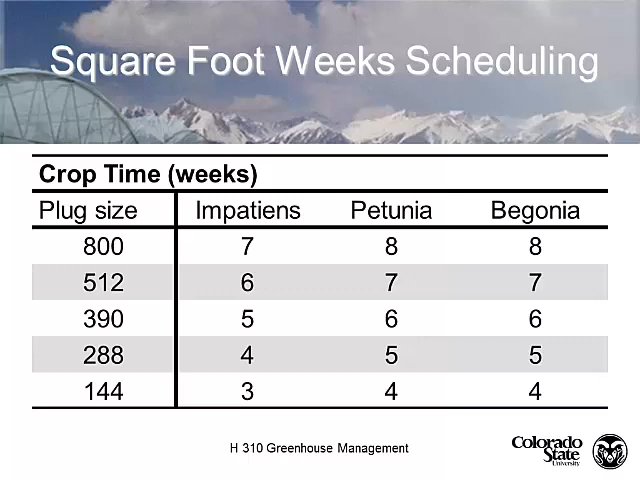 Square Foot Weeks Scheduling
Crop Time (weeks)
Plug size Impatiens Petunia Begonia
800 7 8 8
512 6 7 7
390 5 6 6
288 4 5 5
144 3 4 4
H 310 Greenhouse Management
Colorado
State
University